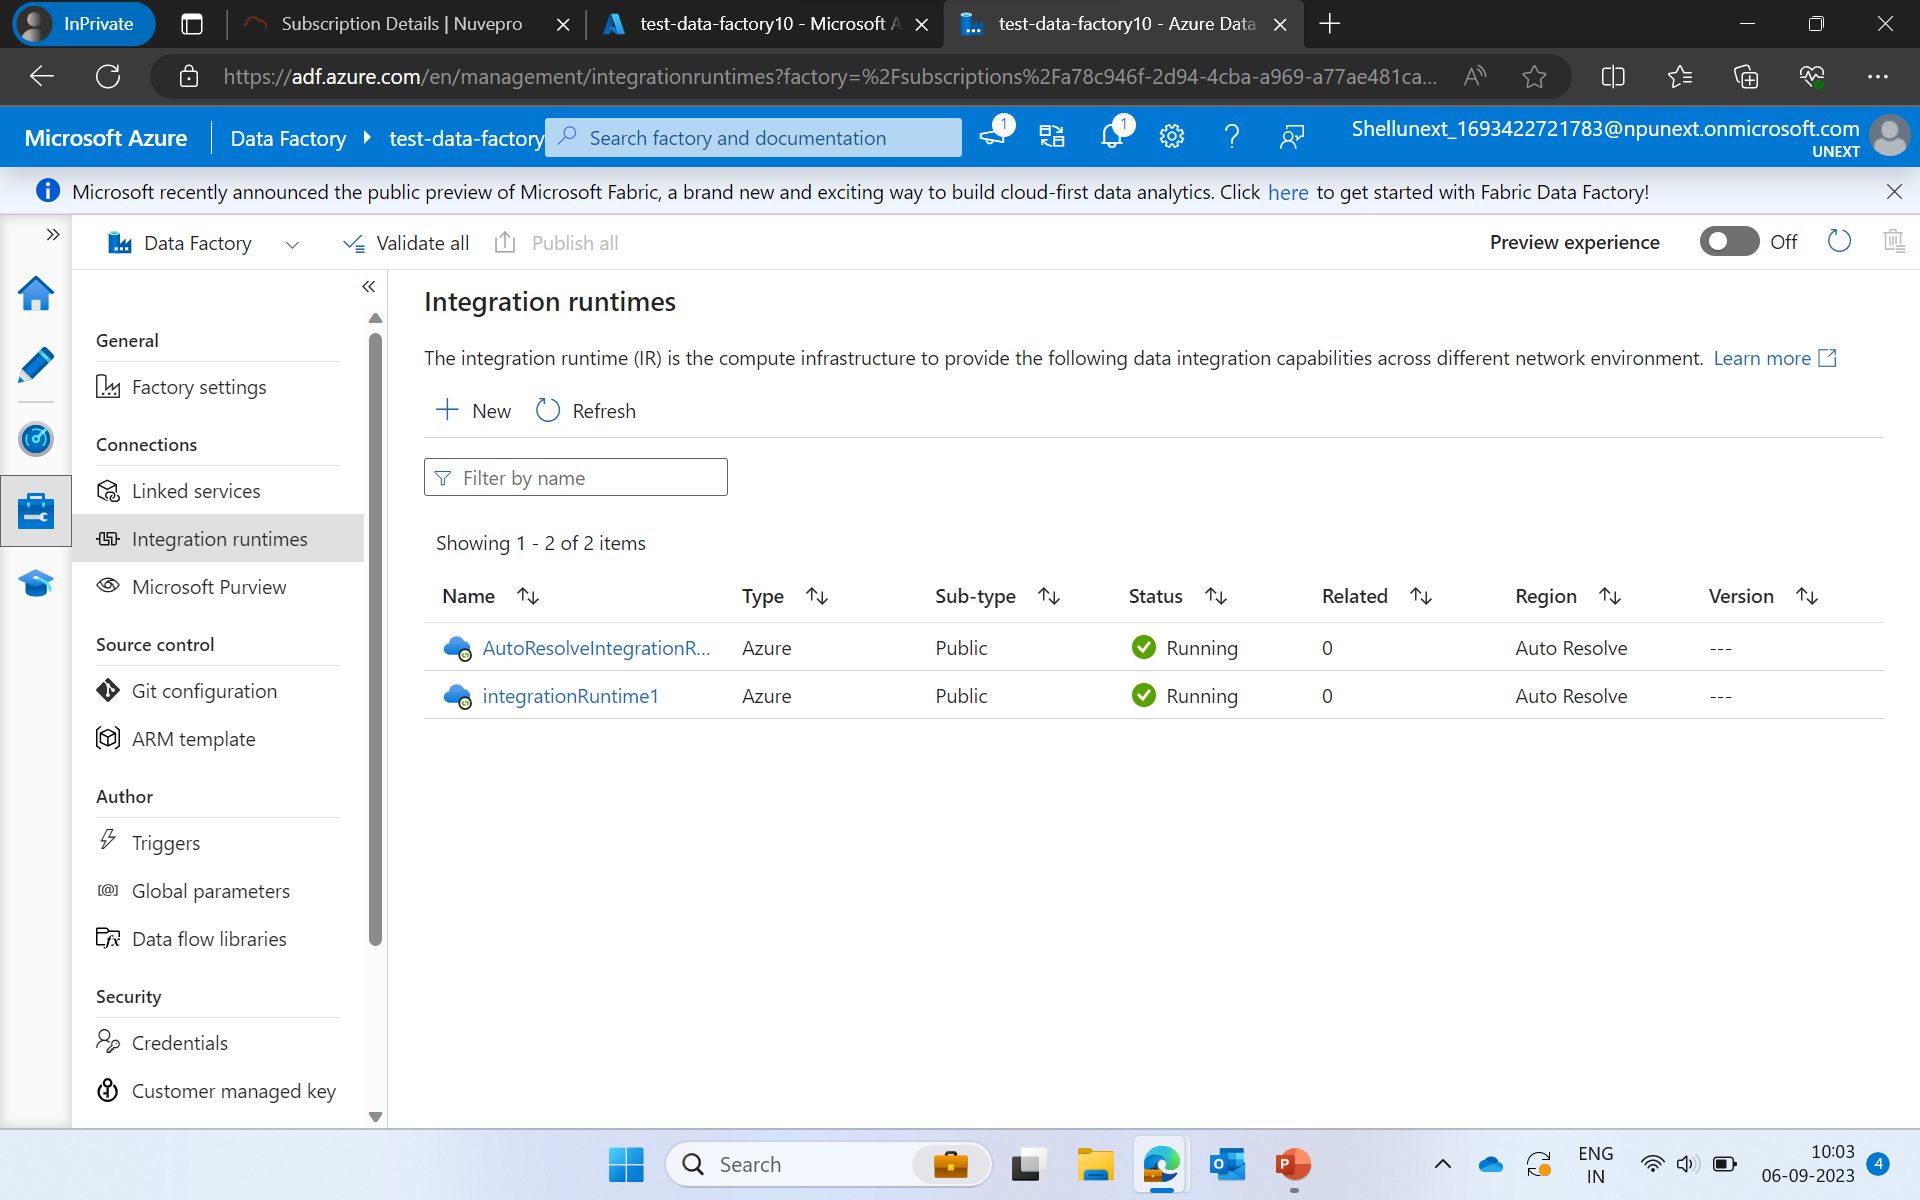 InPrivate
Subscription Details | Nuvepro
test-data-factory10 - Microsoft A
test-data-factory10 - Azure Data
https://adf.azure.com/en/management/integrationruntimes?factory=%2Fsubscriptions%2Fa78c946f-2d94-4cba-a969-a77ae481ca...
Microsoft Azure
Data Factory
test-data-factory
Search factory and documentation
1
1
Shellunext_1693422721783@npunext.onmicrosoft.com
UNEXT
Microsoft recently announced the public preview of Microsoft Fabric, a brand new and exciting way to build cloud-first data analytics. Click here to get started with Fabric Data Factory!
Data Factory
Validate all
Publish all
Preview experience
Off
General
Factory settings
Connections
Linked services
Integration runtimes
Microsoft Purview
Source control
Git configuration
ARM template
Author
Triggers
Global parameters
Data flow libraries
Security
Credentials
Customer managed key
Integration runtimes
The integration runtime (IR) is the compute infrastructure to provide the following data integration capabilities across different network environment. Learn more
New
Refresh
Filter by name
Showing 1 - 2 of 2 items
Name Type Sub-type Status Related Region Version
AutoResolveIntegrationR... Azure Public Running 0 Auto Resolve ---
integrationRuntime1 Azure Public Running 0 Auto Resolve ---
Search
ENG
IN
10:03
06-09-2023
4